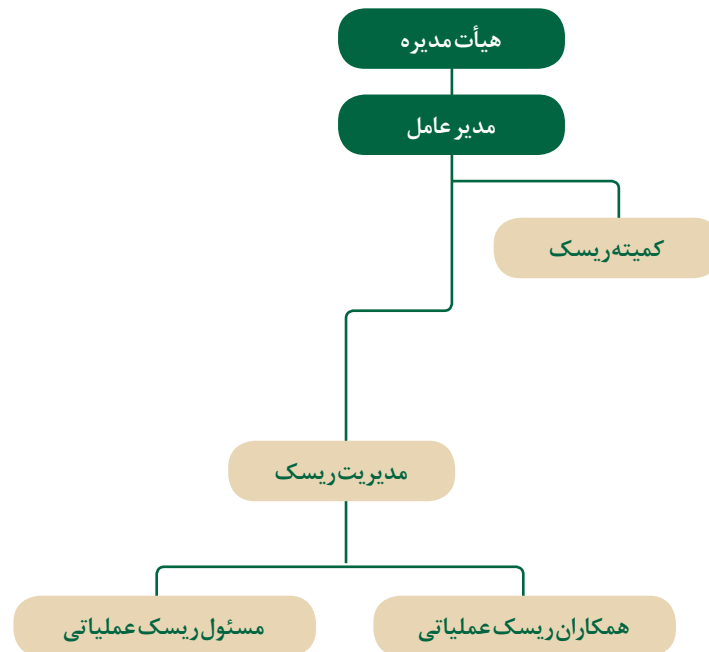 هیأت مدیره
مدیر عامل
کمیته ریسک
مدیریت ریسک
همکاران ریسک عملیاتی
مسئول ریسک عملیاتی